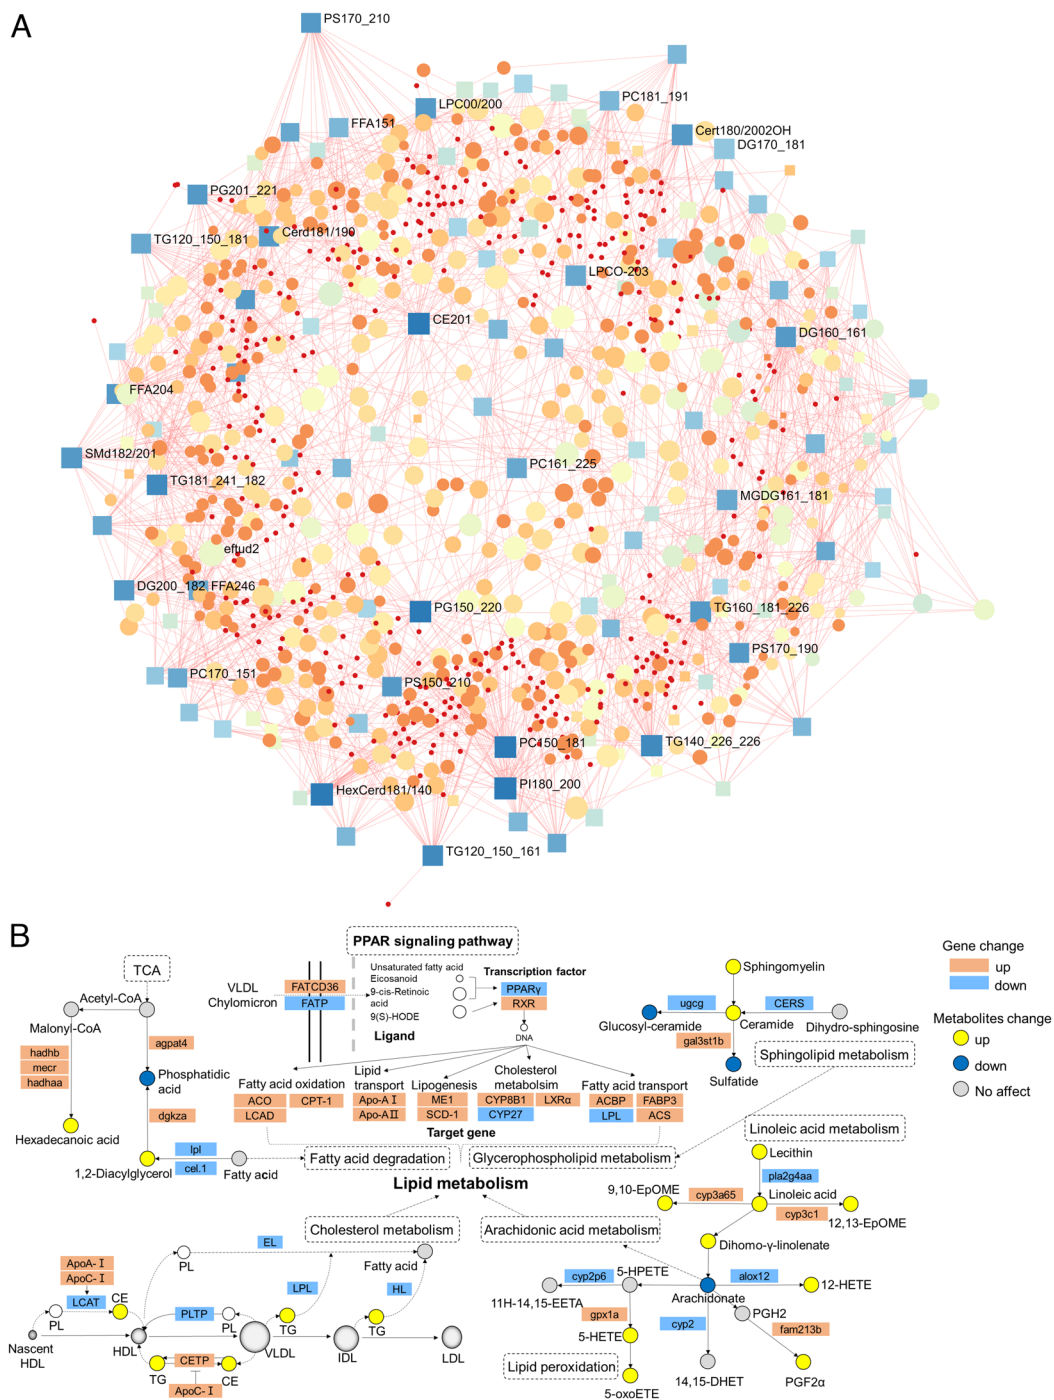 A
PS170_210
LPC00/200
PC181_191
FFA151
Cert180/2002OH
DG170_181
PG201_221
Cerd181/190
TG120_150_181
LPCO-203
CE201
DG160_161
FFA204
SMd182/201
PC161_225
TG181_241_182
MGDG161_181
eftud2
DG200_182
FFA246
PG150_220
TG160_181_226
PS170_190
PC170_151
PS150_210
PC150_181
TG140_226_226
PI180_200
HexCerd181/140
TG120_150_161
B
PPAR signaling pathway
Gene change
up
down
Metabolites change
up
down
No affect
TCA
Acetyl-CoA
Malonyl-CoA
hadhb
mecr
hadhaa
agpat4
Phosphatidic
acid
dgkza
Hexadecanoic acid
1,2-Diacylglycerol
lpl
cel.1
Fatty acid
VLDL
Chylomicron
FATCD36
FATP
Unsaturated fatty acid
Eicosanoid
9-cis-Retinoic
acid
9(S)-HODE
Ligand
Transcription factor
PPARγ
RXR
DNA
Fatty acid oxidation
ACO
CPT-1
LCAD
Lipid
transport
Apo-A Ⅰ
Apo-A Ⅱ
Lipogenesis
ME1
SCD-1
Cholesterol
metabolsim
CYP8B1
LXRα
CYP27
Fatty acid transport
ACBP
FABP3
LPL
ACS
Target gene
Fatty acid degradation
Glycerophospholipid metabolism
Lipid metabolism
Cholesterol metabolism
Arachidonic acid metabolism
Sphingomyelin
ugcg
CERS
Glucosyl-ceramide
Ceramide
Dihydro-sphingosine
gal3st1b
Sulfatide
Sphingolipid metabolism
Linoleic acid metabolism
Lecithin
pla2g4aa
9,10-EpOME
cyp3a65
Linoleic acid
cyp3c1
12,13-EpOME
Dihomo-γ-linolenate
5-HPETE
cyp2p6
alox12
12-HETE
11H-14,15-EETA
Arachidonate
gpx1a
cyp2
PGH2
fam213b
5-HETE
Lipid peroxidation
5-oxoETE
14,15-DHET
PGF2α
EL
PL
Fatty acid
ApoA-Ⅰ
ApoC-Ⅰ
LCAT
CE
PL
PLTP
PL
LPL
TG
HL
TG
Nascent
HDL
HDL
VLDL
IDL
LDL
CETP
TG
CE
ApoC-Ⅰ